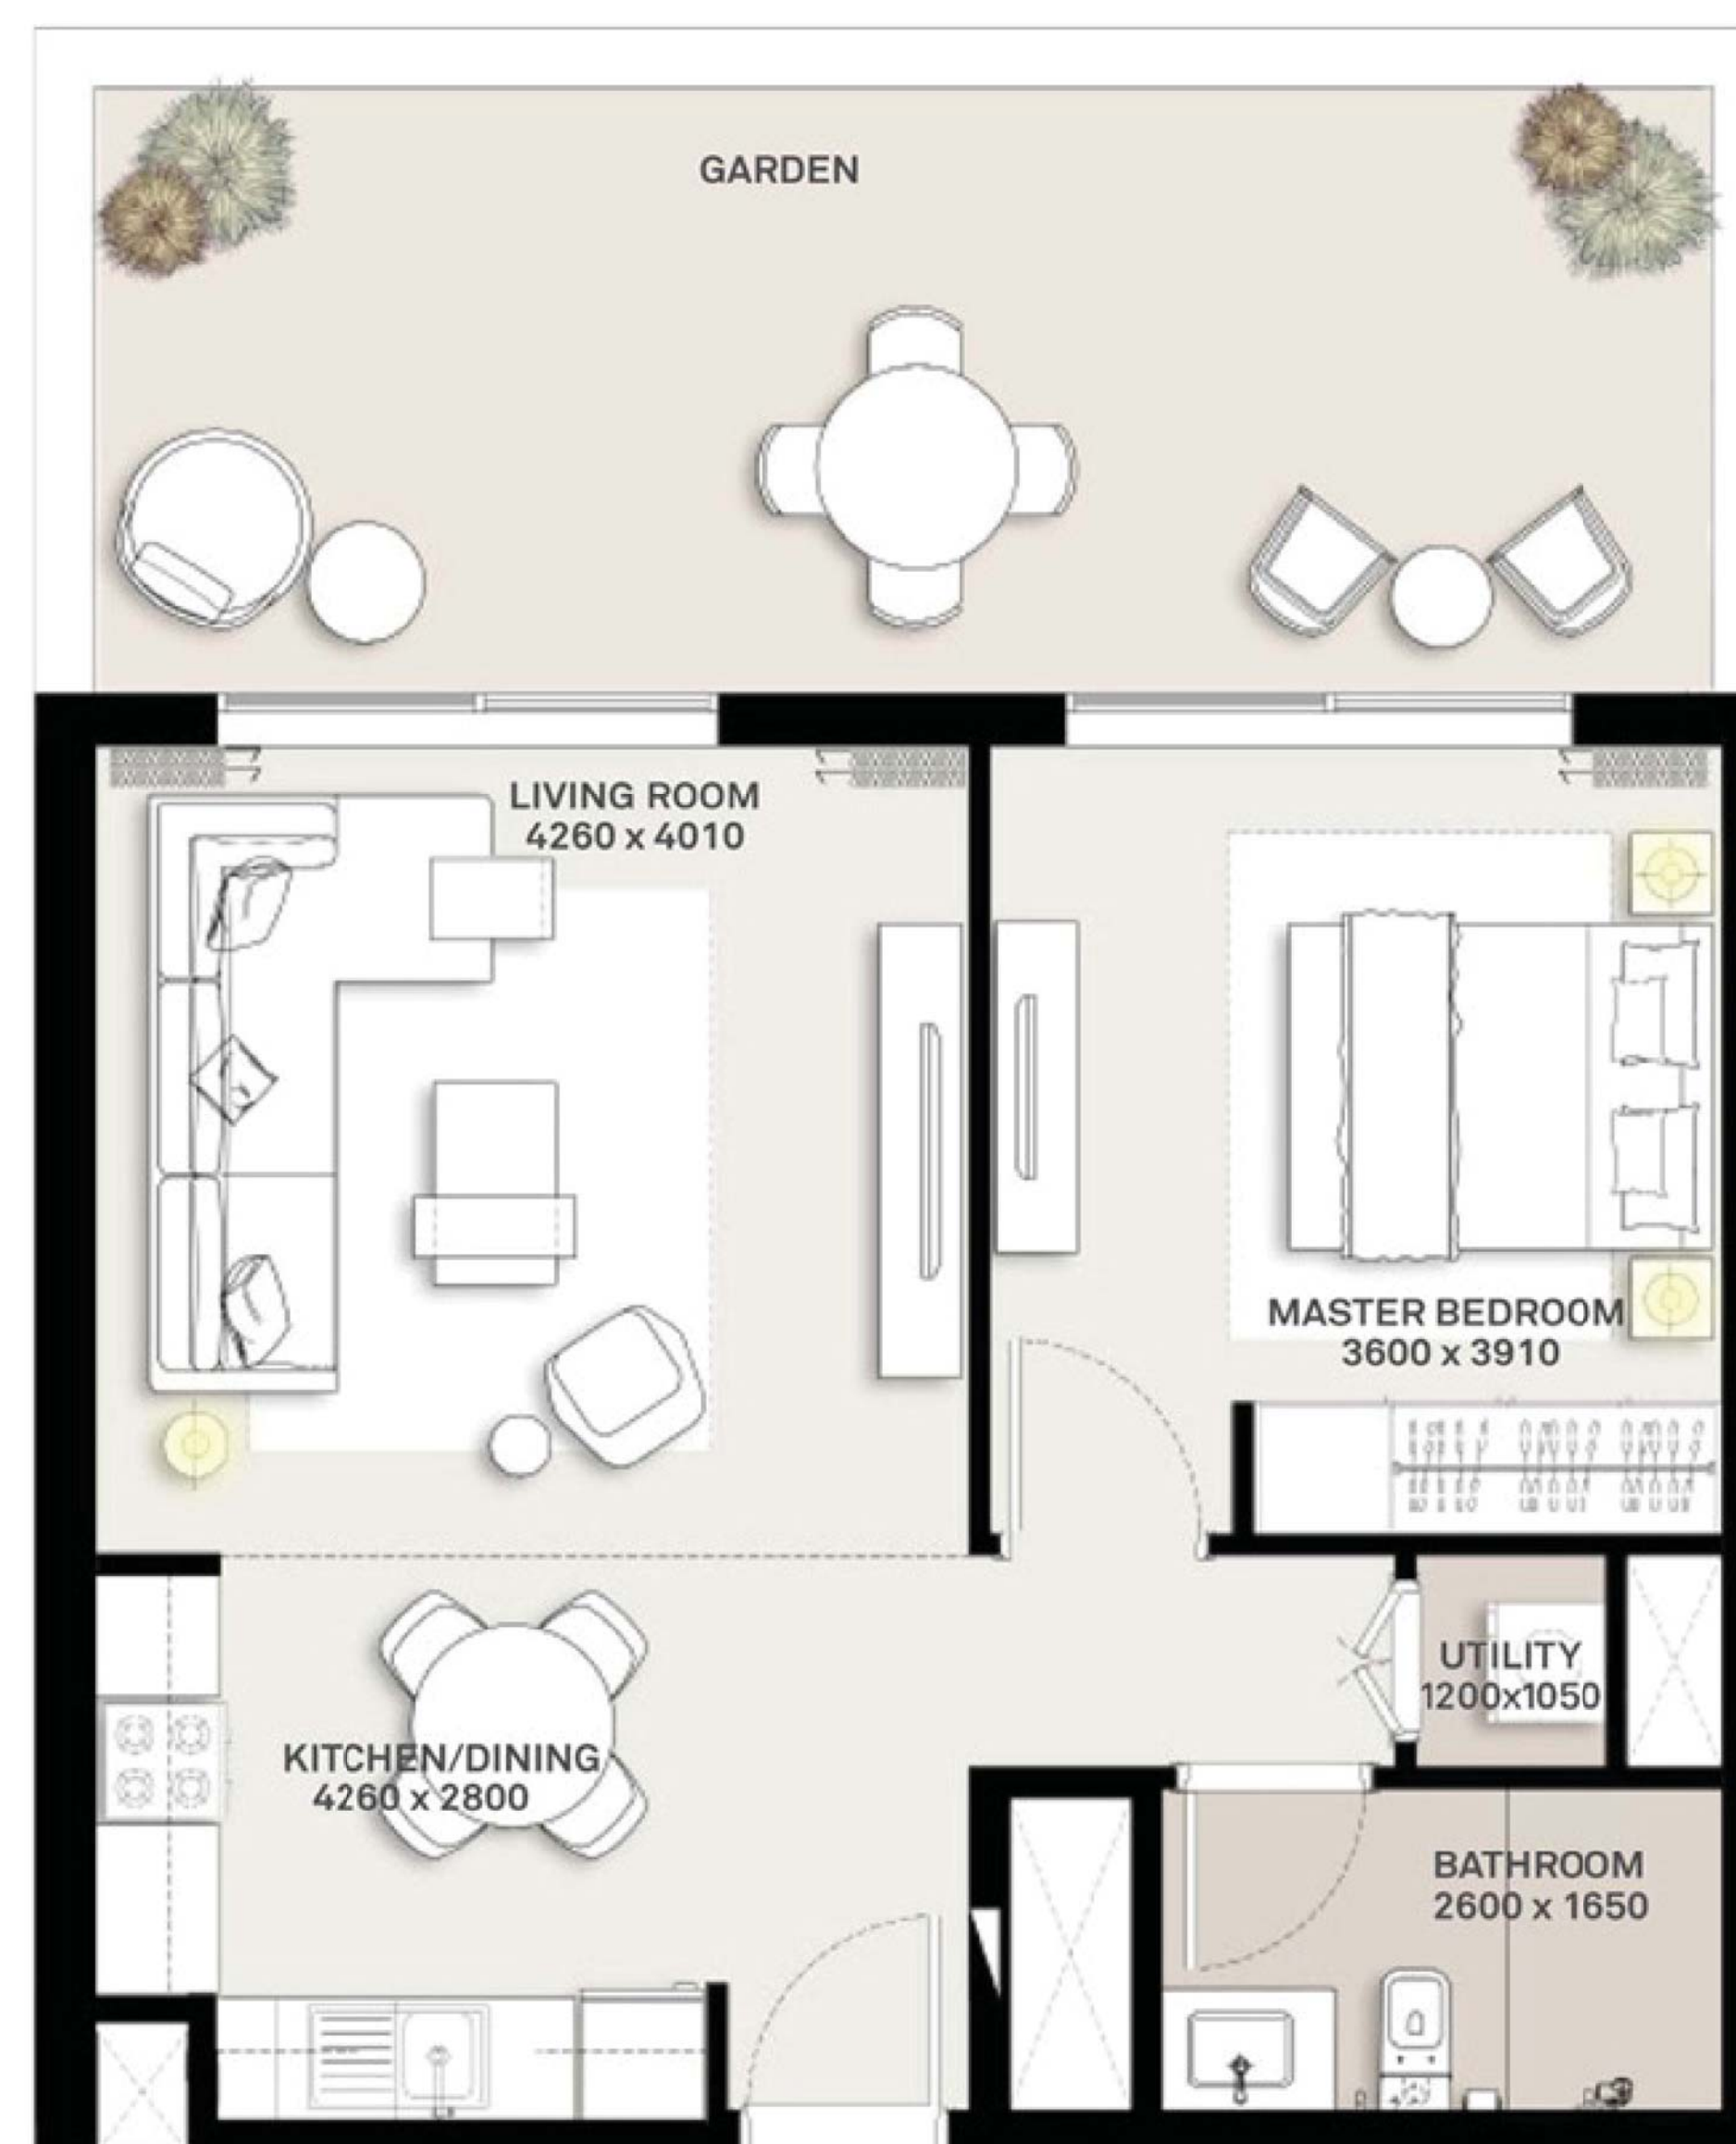 GARDEN
LIVING ROOM
4260 x 4010
MASTER BEDROOM
3600 x 3910
UTILITY
1200x1050
KITCHEN/DINING
4260 x 2800
BATHROOM
2600 x 1650